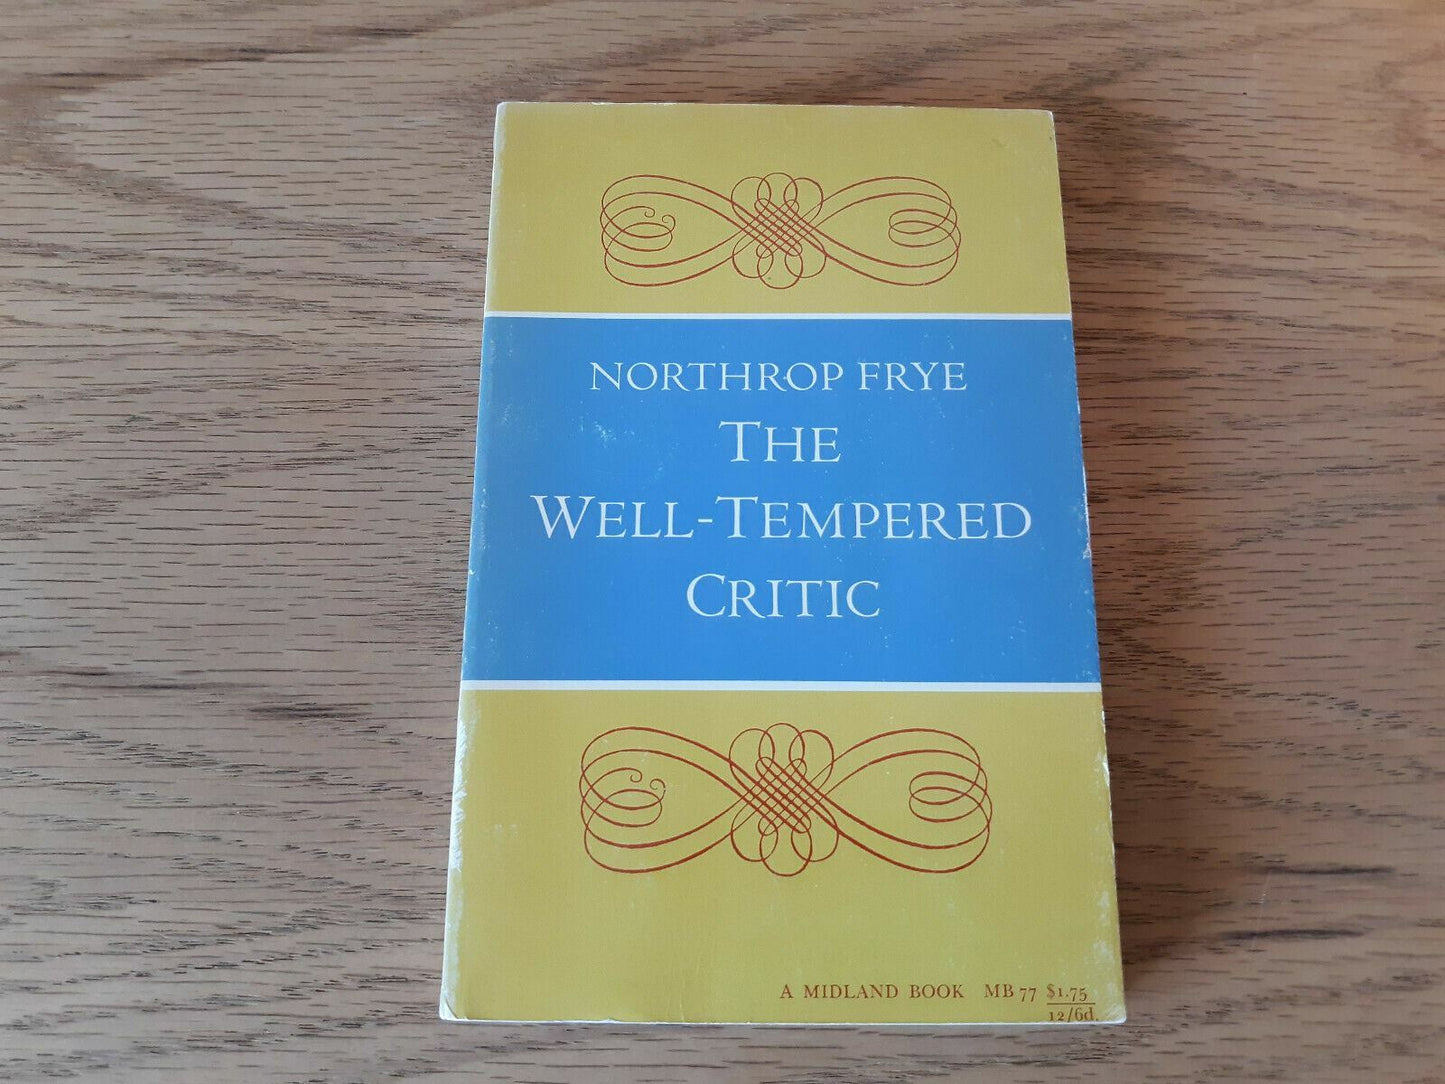 NORTHROP FRYE
THE
WELL-TEMPERED
CRITIC
A MIDLAND BOOK MB 77 $1.75
12/6d.